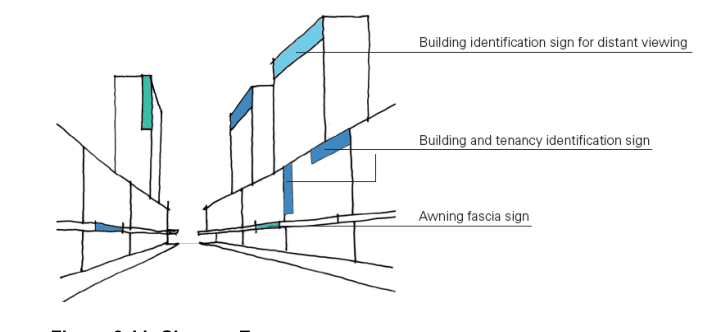 Building identification sign for distant viewing
Building and tenancy identification sign
Awning fascia sign